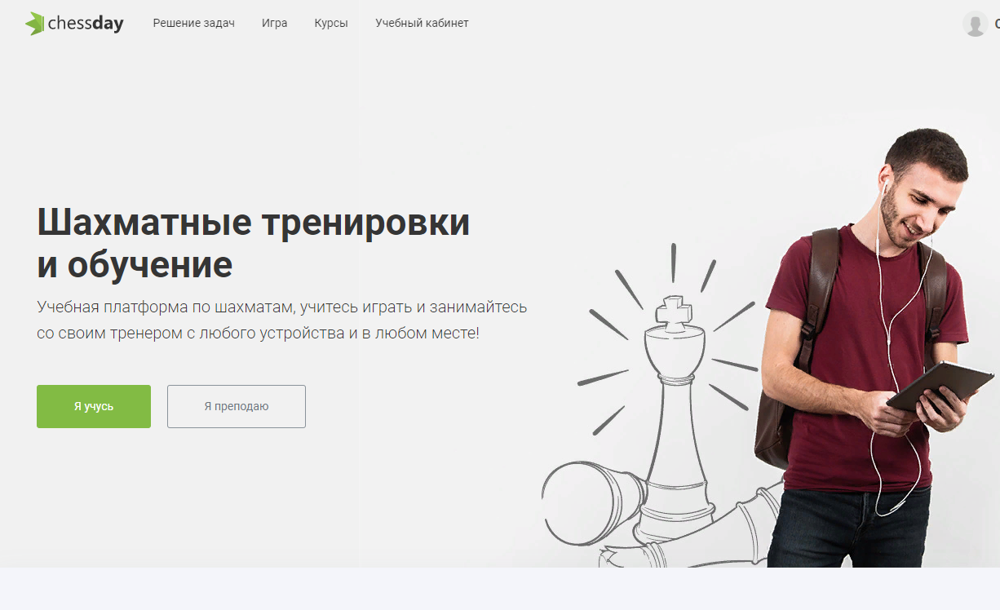 chessday
Решение задач
Игра
Курсы
Учебный кабинет
Шахматные тренировки
и обучение
Учебная платформа по шахматам, учитесь играть и занимайтесь
со своим тренером с любого устройства и в любом месте!
Я учусь
Я преподаю